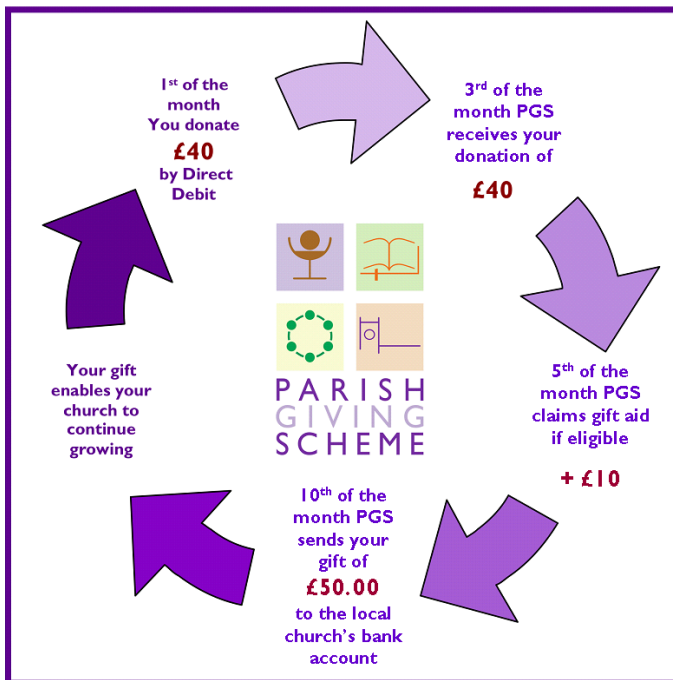 1st of the
month
You donate
£40
by Direct
Debit
3rd of the
month PGS
receives your
donation of
£40
5th of the
month PGS
claims gift aid
if eligible
+ £10
10th of the
month PGS
sends your
gift of
£50.00
to the local
church's bank
account
Your gift
enables your
church to
continue
growing
PARISH
GIVING
SCHEME